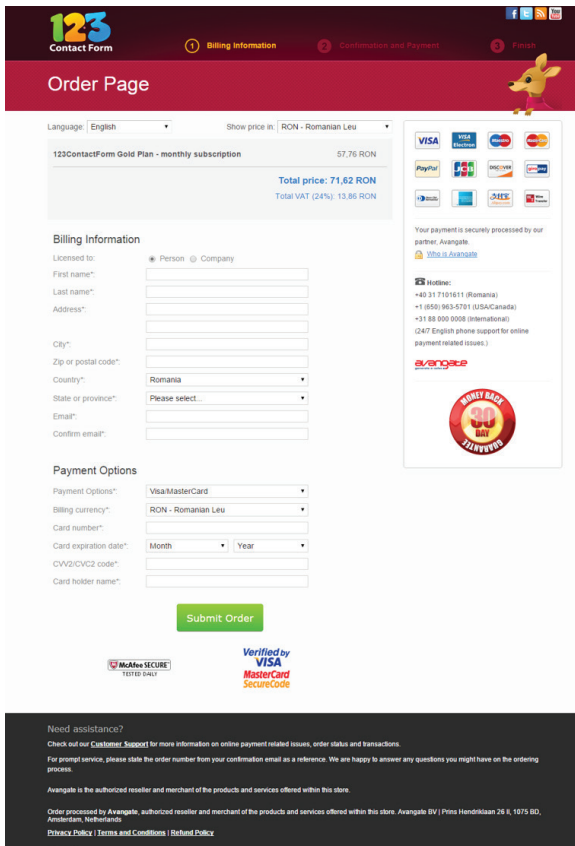 123
Contact Form
1 Billing Information
2 Confirmation and Payment
3 Finish
You
Order Page
Language: English
Show price in: RON - Romanian Leu
123ContactForm Gold Plan - monthly subscription 57,76 RON
Total price: 71,62 RON
Total VAT (24%): 13,86 RON
Billing Information
Licensed to: Person Company
First name*:
Last name*:
Address*:
City*:
Zip or postal code*:
Country*: Romania
State or province*: Please select...
Email*:
Confirm email*:
Payment Options
Payment Options*: Visa/MasterCard
Billing currency*: RON - Romanian Leu
Card number*:
Card expiration date*: Month Year
CVV2/CVC2 code*:
Card holder name*:
Submit Order
McAfee SECURE
TESTED DAILY
Verified by
VISA
MasterCard
SecureCode
VISA VISA Electron Maestro MasterCard
PayPal JCB DISCOVER
Your payment is securely processed by our
partner, Avangate.
Who is Avangate
Hotline:
+40 31 7101611 (Romania)
+1 (650) 963-5701 (USA/Canada)
+31 88 000 0008 (International)
(24/7 English phone support for online
payment related issues.)
avangate
MONEY BACK
30
DAY
GUARANTEE
Need assistance?
Check out our Customer Support for more information on online payment related issues, order status and transactions.
For prompt service, please state the order number from your confirmation email as a reference. We are happy to answer any questions you might have on the ordering
process.
Avangate is the authorized reseller and merchant of the products and services offered within this store.
Order processed by Avangate, authorized reseller and merchant of the products and services offered within this store. Avangate BV | Prins Hendriklaan 26 II, 1075 BD,
Amsterdam, Netherlands
Privacy Policy | Terms and Conditions | Refund Policy